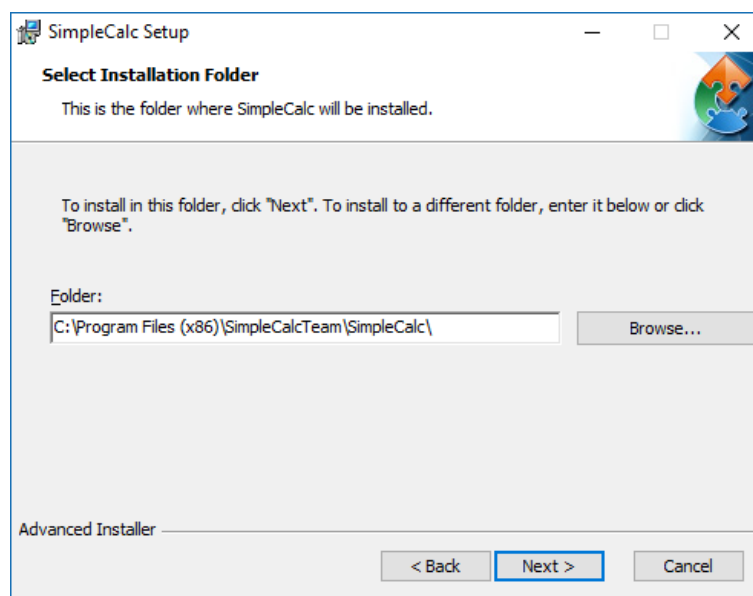 SimpleCalc Setup
Select Installation Folder
This is the folder where SimpleCalc will be installed.
To install in this folder, click "Next". To install to a different folder, enter it below or click
"Browse".
Folder:
C:\Program Files (x86)\SimpleCalcTeam\SimpleCalc\
Browse...
Advanced Installer
< Back
Next >
Cancel